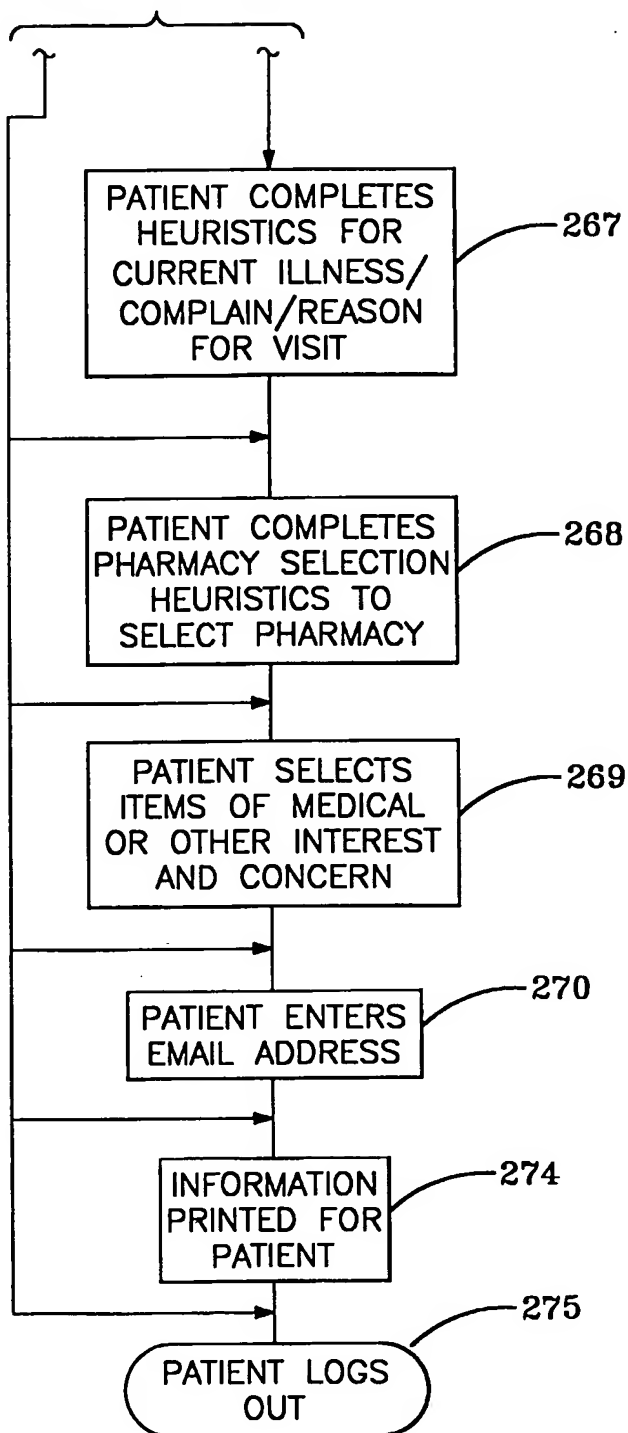 PATIENT COMPLETES
HEURISTICS FOR
CURRENT ILLNESS/
COMPLAIN/REASON
FOR VISIT
267
PATIENT COMPLETES
PHARMACY SELECTION
HEURISTICS TO
SELECT PHARMACY
268
PATIENT SELECTS
ITEMS OF MEDICAL
OR OTHER INTEREST
AND CONCERN
269
PATIENT ENTERS
EMAIL ADDRESS
270
INFORMATION
PRINTED FOR
PATIENT
274
PATIENT LOGS
OUT
275